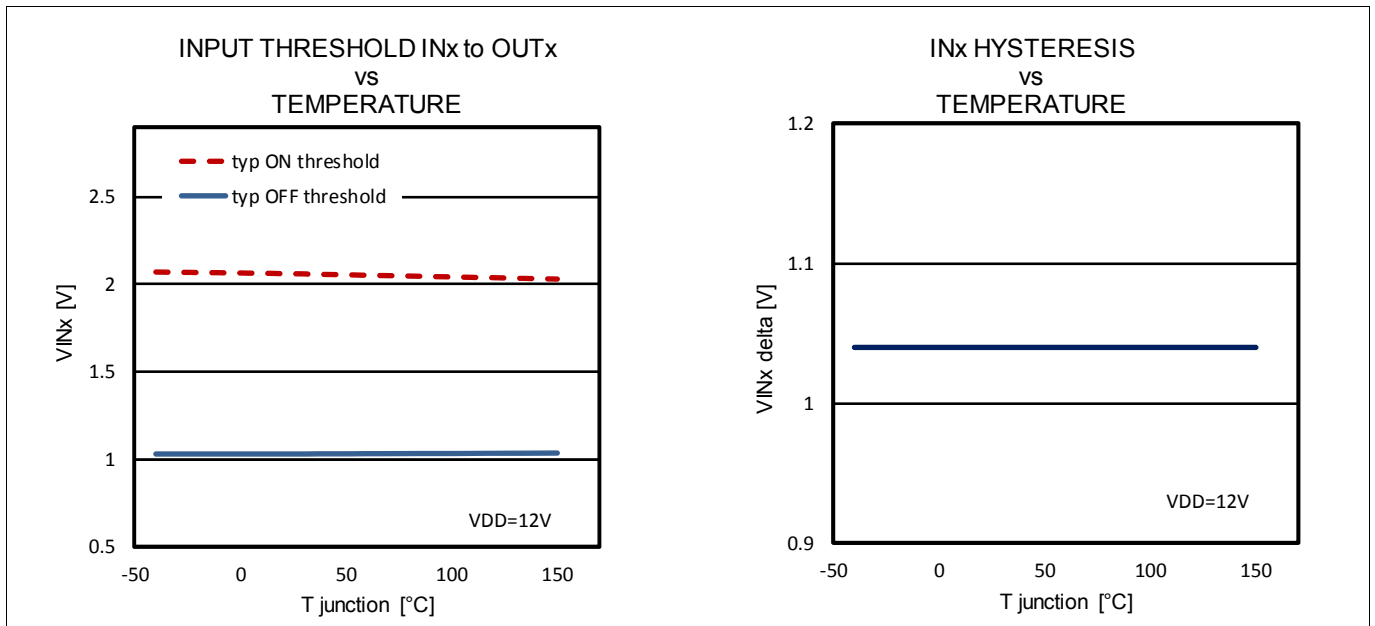 INPUT THRESHOLD INx to OUTx
vs
TEMPERATURE
typ ON threshold
typ OFF threshold
2.5
2
1.5
1
0.5
VINx [V]
VDD=12V
-50
0
50
100
150
T junction [°C]
INx HYSTERESIS
vs
TEMPERATURE
1.2
1.1
1
0.9
VINx delta [V]
VDD=12V
-50
0
50
100
150
T junction [°C]